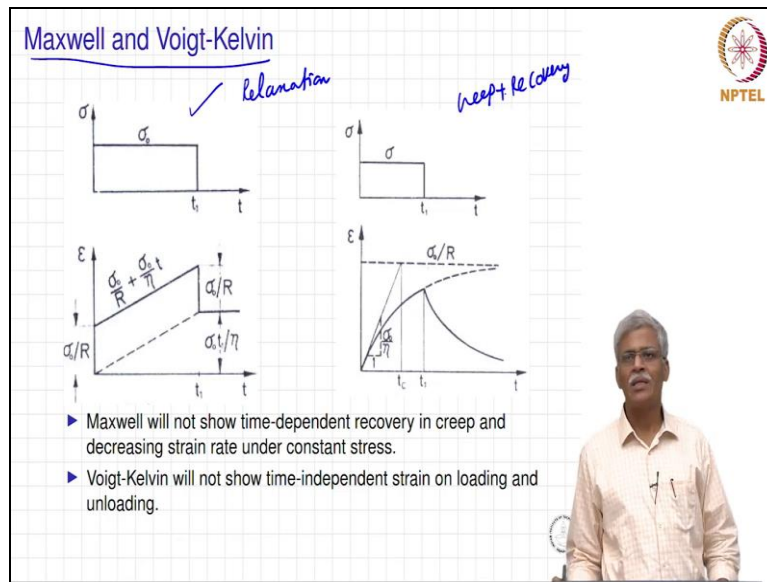 Maxwell and Voigt-Kelvin
Relaxation
Creep + Recovery
NPTEL
σ
σ₀
t₁
t
σ
σ
t₁
t
ε
σ₀/R + σ₀/η t
σ₀/R
σ₀/R
σ₀t₁/η
t₁
t
ε
σ₀/R
σ₀/η
1
t_c
t₁
t
▶ Maxwell will not show time-dependent recovery in creep and
decreasing strain rate under constant stress.
▶ Voigt-Kelvin will not show time-independent strain on loading and
unloading.